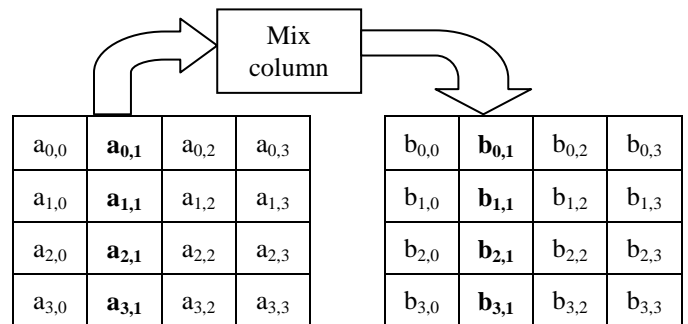 Mix
column
a0,0 a0,1 a0,2 a0,3 b0,0 b0,1 b0,2 b0,3
a1,0 a1,1 a1,2 a1,3 b1,0 b1,1 b1,2 b1,3
a2,0 a2,1 a2,2 a2,3 b2,0 b2,1 b2,2 b2,3
a3,0 a3,1 a3,2 a3,3 b3,0 b3,1 b3,2 b3,3